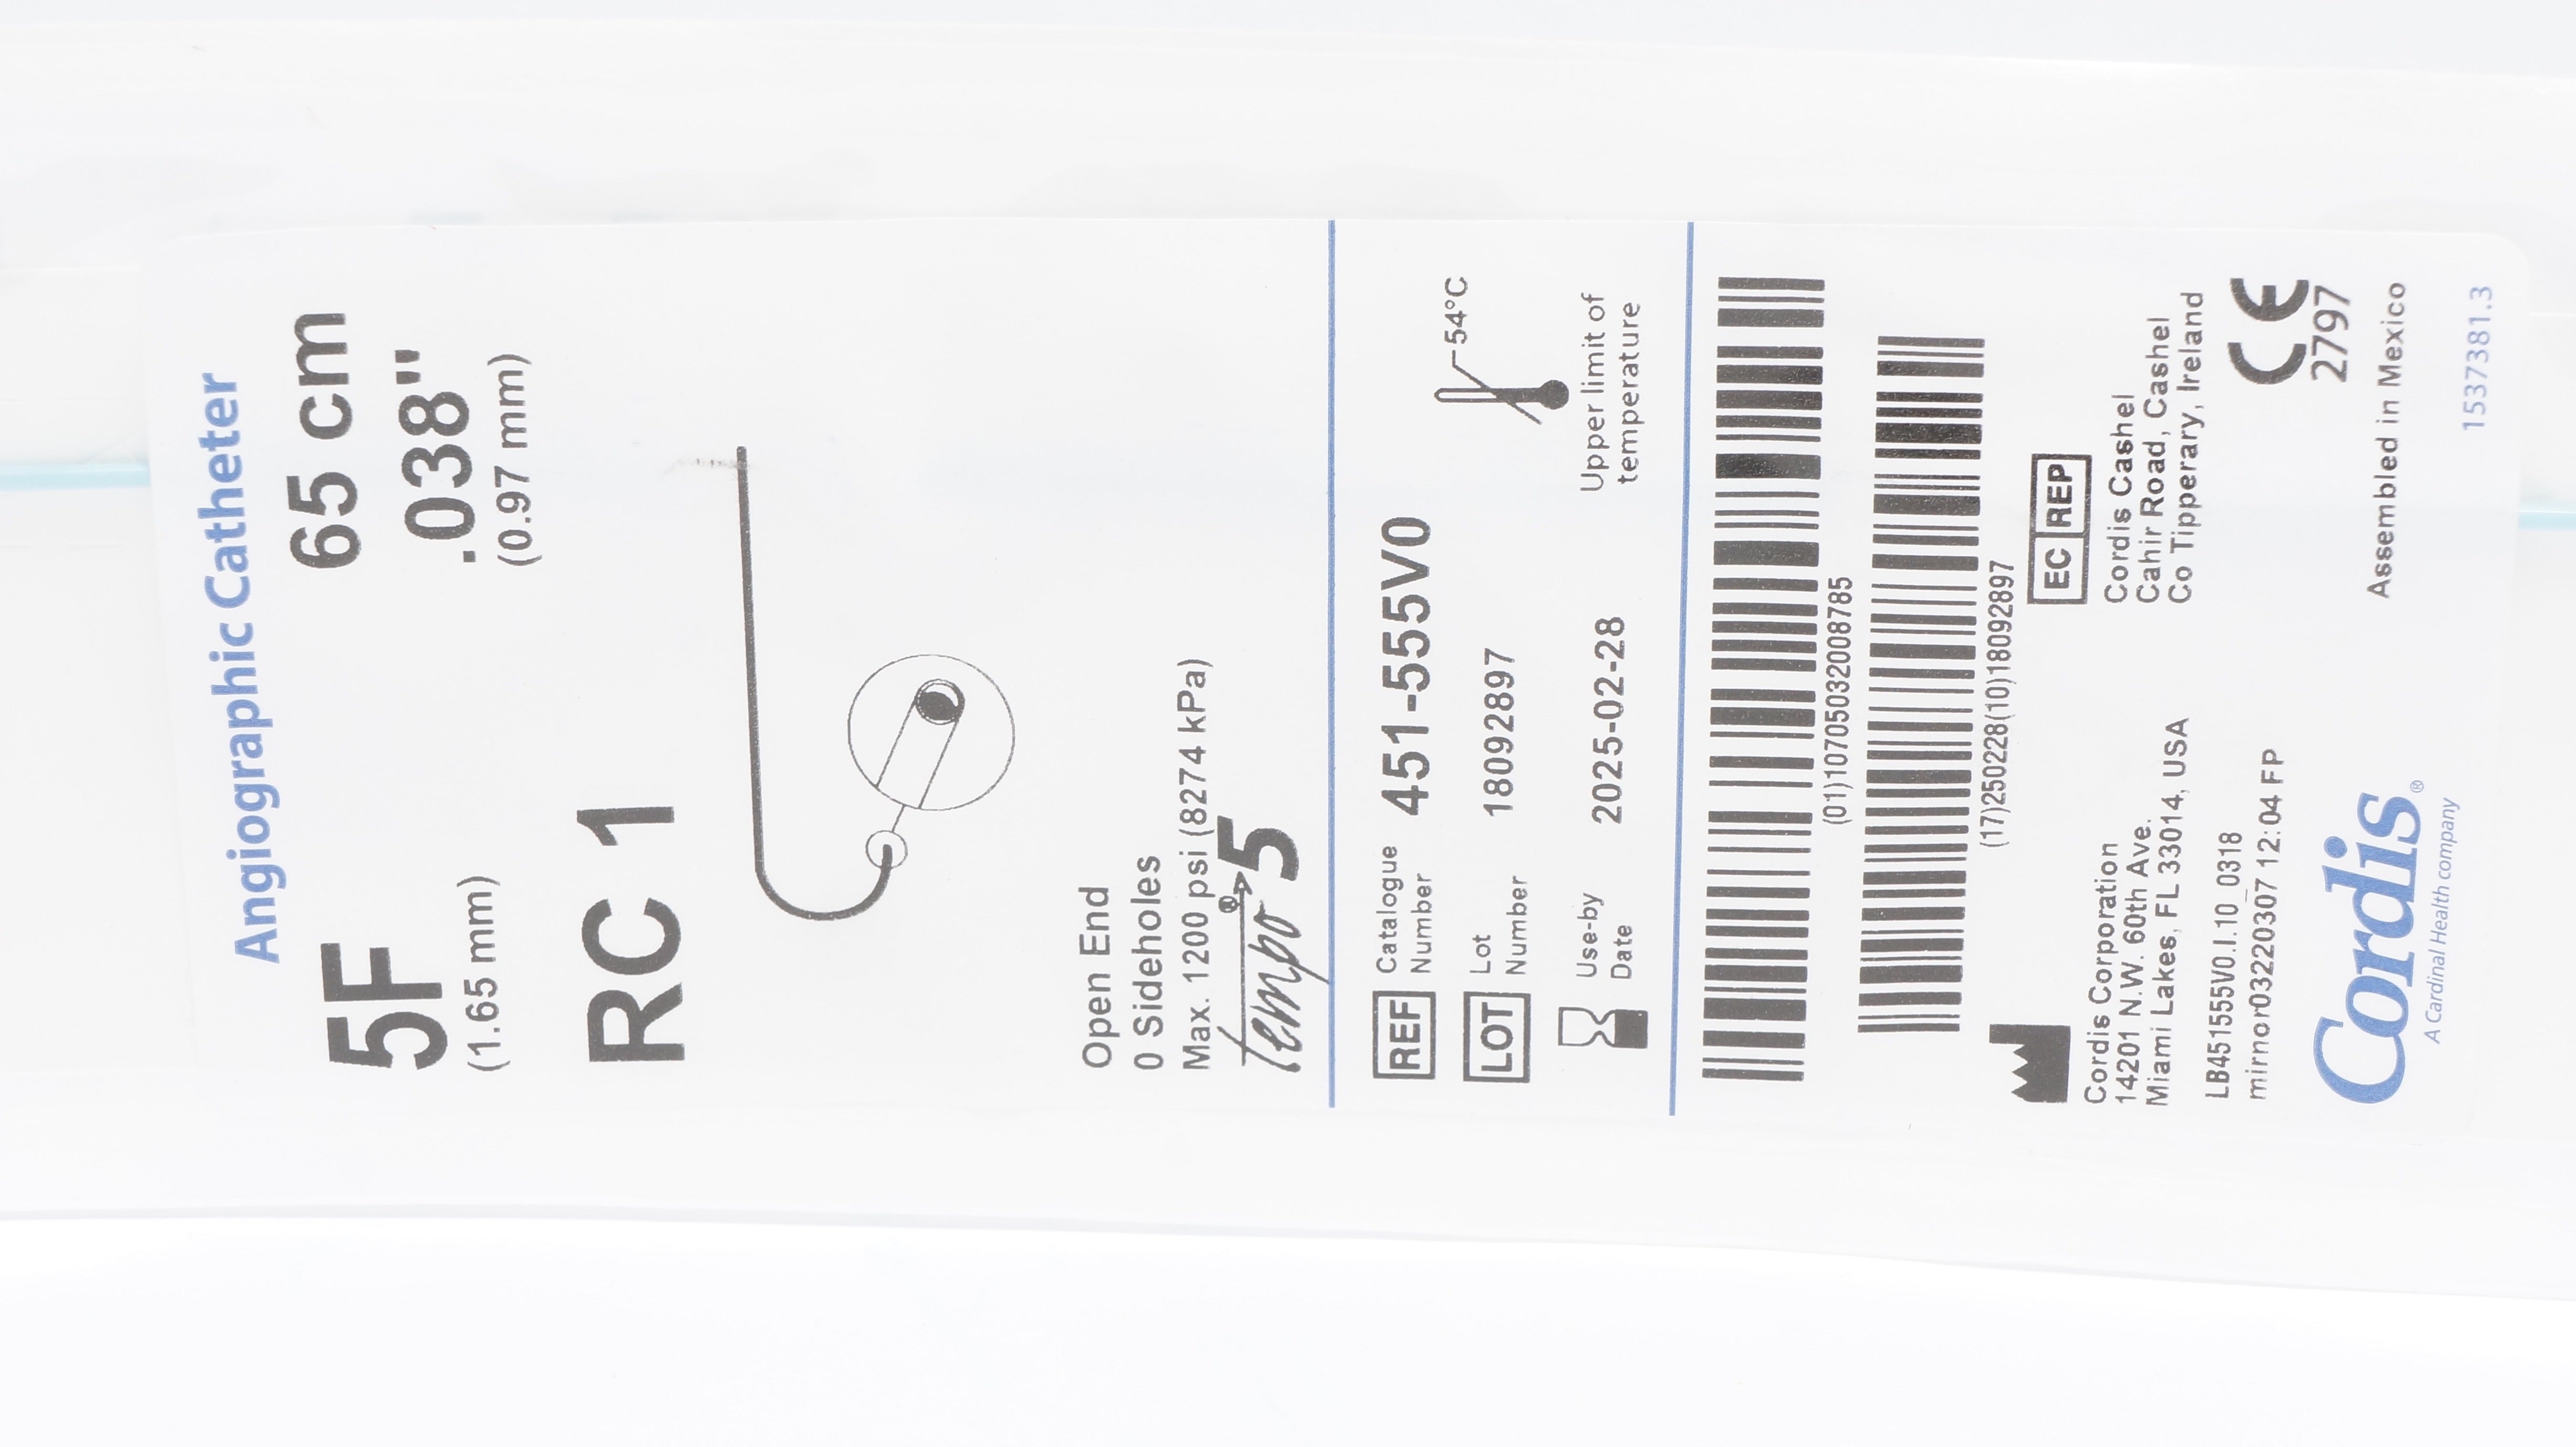 Angiographic Catheter
5F 65 cm
(1.65 mm) .038"
(0.97 mm)
RC 1
Open End
0 Sideholes
Max. 1200 psi (8274 kPa)
Tempo® 5
REF Catalogue Number 451-555V0
LOT Lot Number 18092897
Use-by Date 2025-02-28
54°C
Upper limit of
temperature
(01)10705032008785
(17)250228(10)18092897
Cordis Corporation
14201 N.W. 60th Ave.
Miami Lakes, FL 33014, USA
EC REP
Cordis Cashel
Cahir Road, Cashel
Co Tipperary, Ireland
LB451555V0.I.10_0318
mirnor03220307 12:04 FP
CE
2797
Cordis®
A Cardinal Health company
Assembled in Mexico
1537381.3